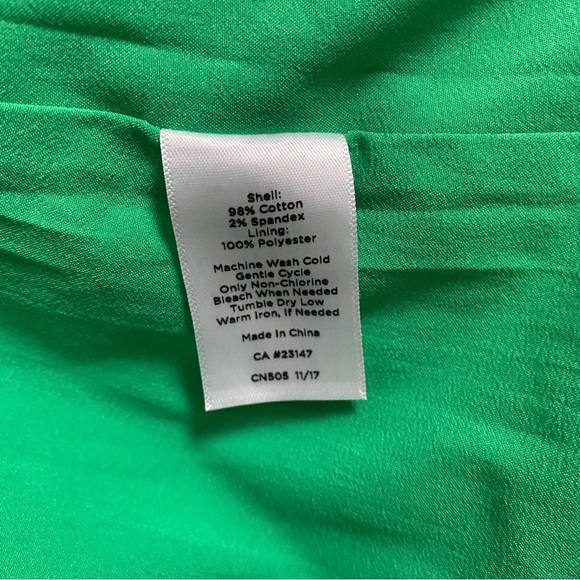 Shell:
98% Cotton
2% Spandex
Lining:
100% Polyester
Machine Wash Cold
Gentle Cycle
Only Non-Chlorine
Bleach When Needed
Tumble Dry Low
Warm Iron, If Needed
Made In China
CA #23147
CN505 11/17